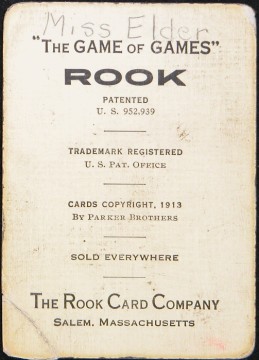 Miss Elder
"THE GAME OF GAMES"
ROOK
PATENTED
U. S. 952,939
TRADEMARK REGISTERED
U. S. PAT. OFFICE
CARDS COPYRIGHT, 1913
BY PARKER BROTHERS
SOLD EVERYWHERE
THE ROOK CARD COMPANY
SALEM, MASSACHUSETTS